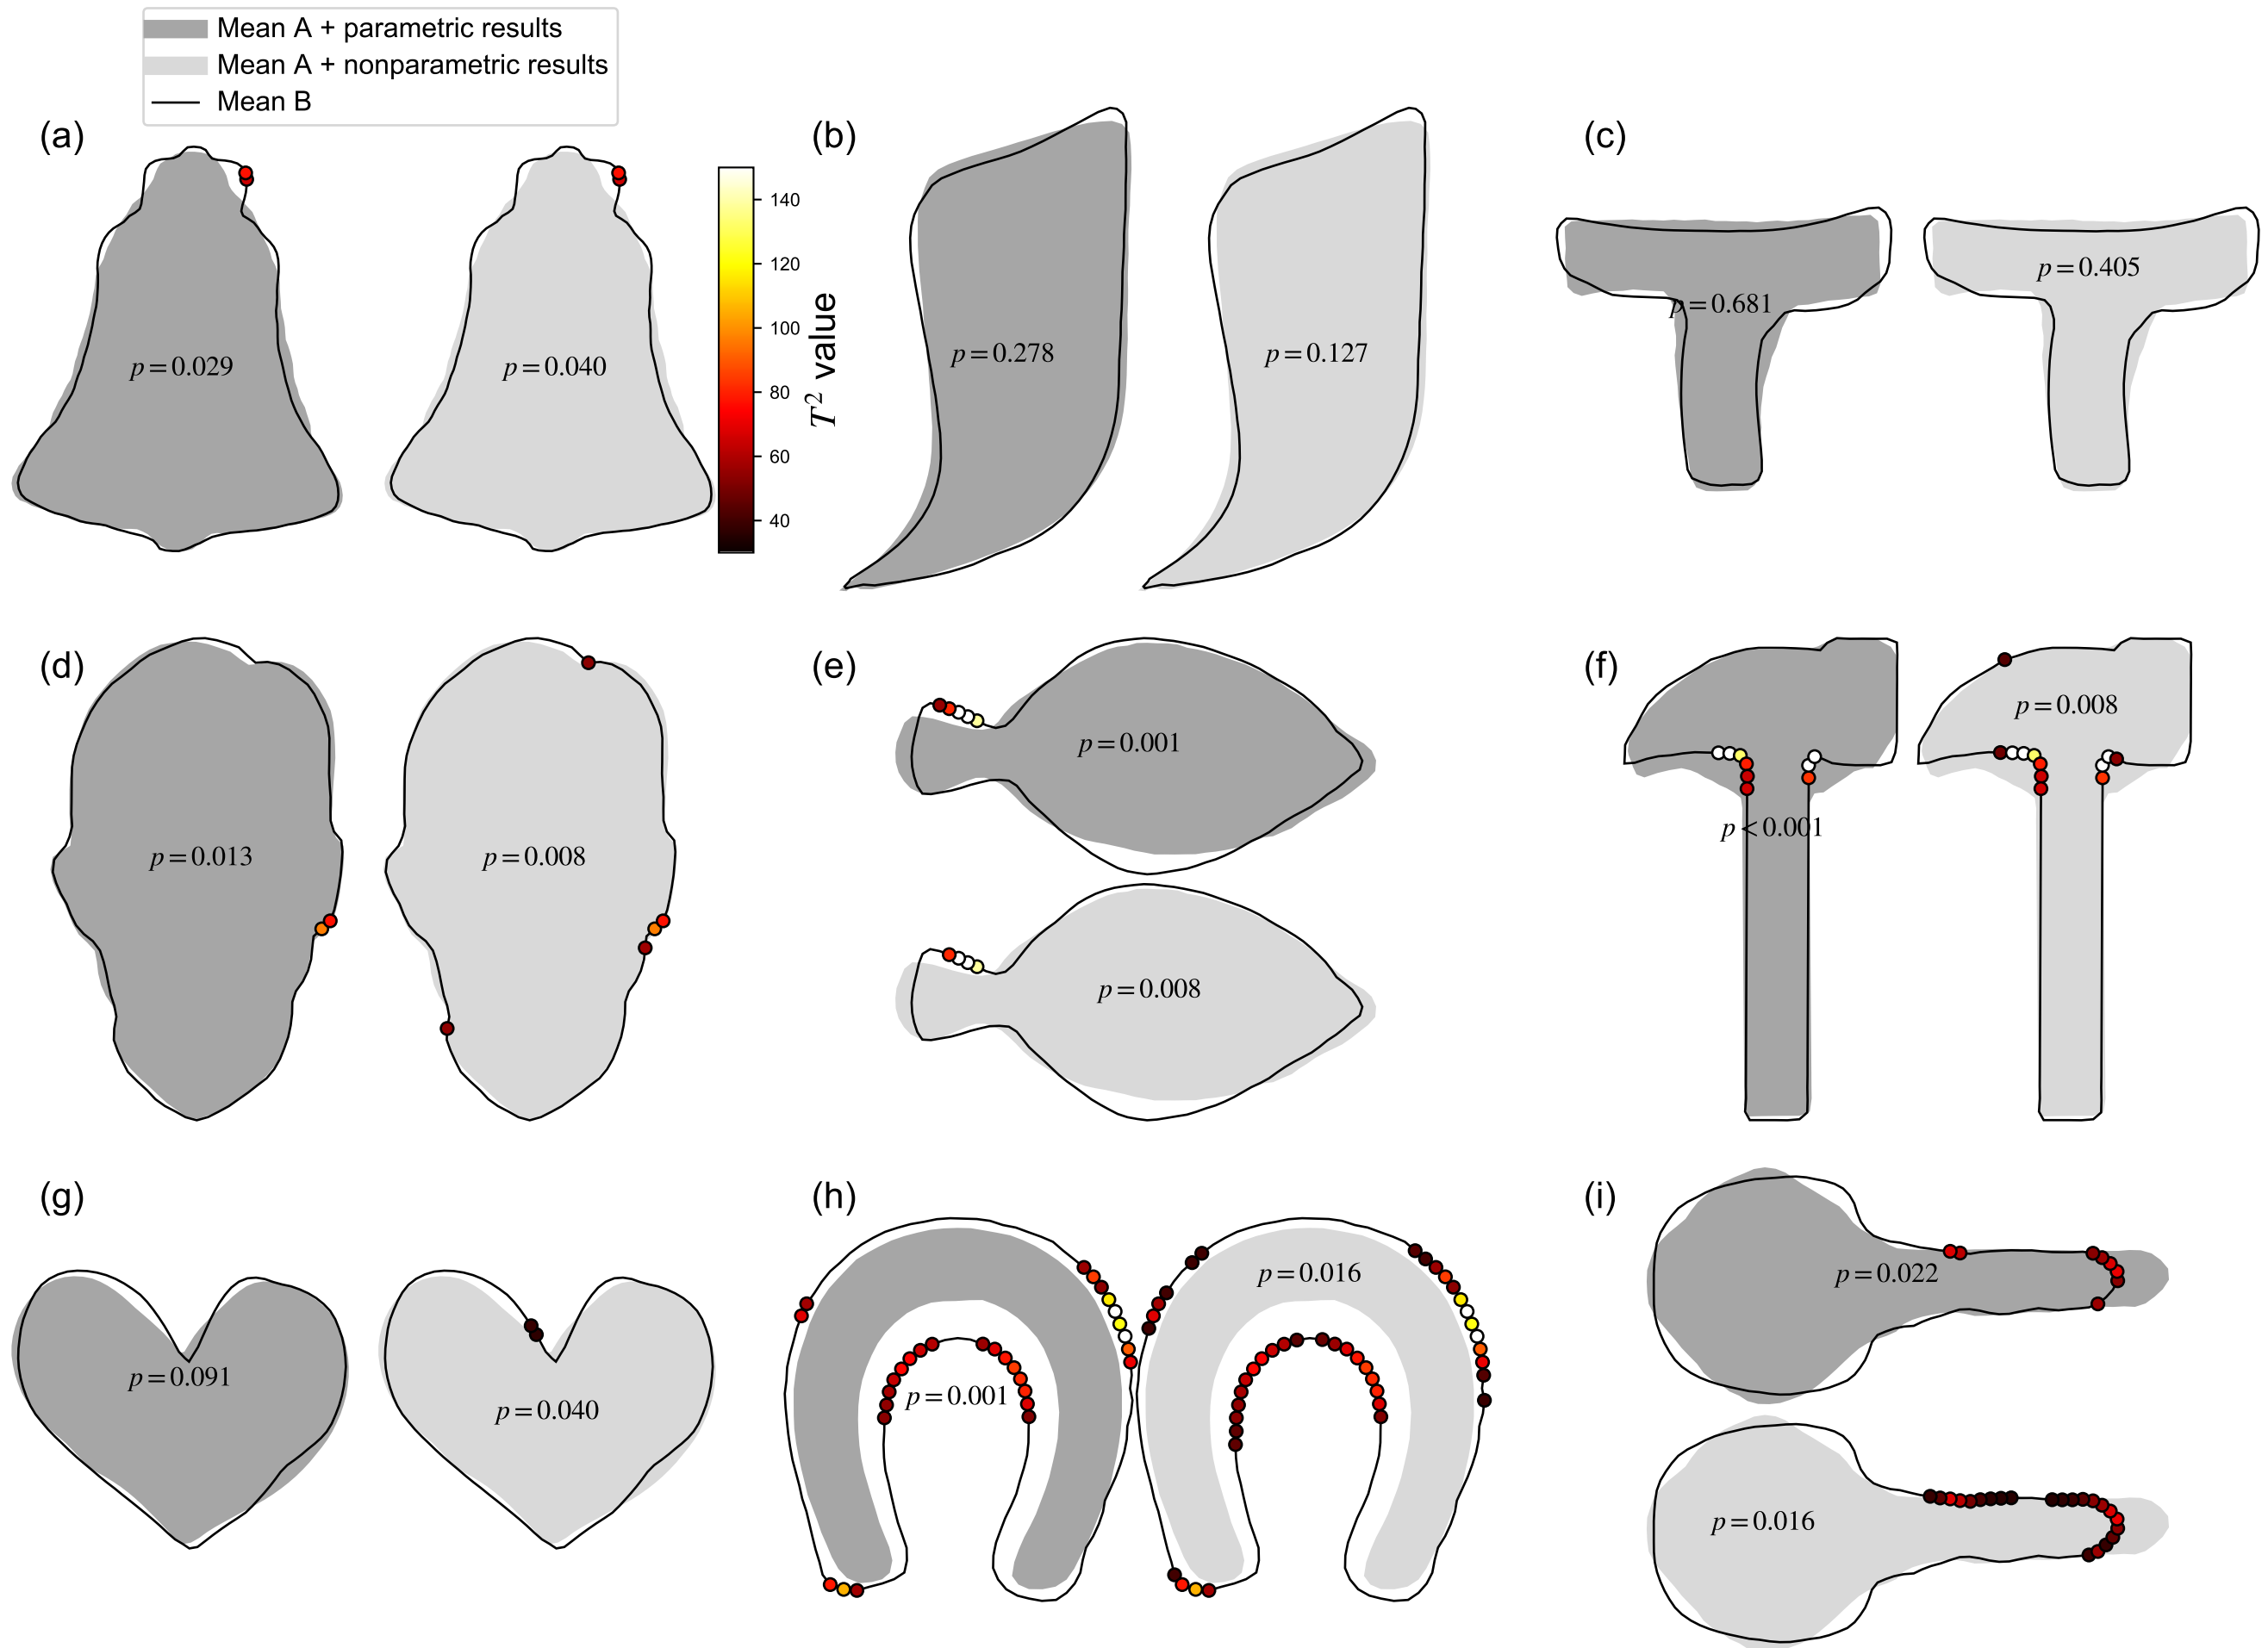 Mean A + parametric results
Mean A + nonparametric results
Mean B
(a)
p = 0.029
p = 0.040
140
120
100
80
60
40
T² value
(b)
p = 0.278
p = 0.127
(c)
p = 0.681
p = 0.405
(d)
p = 0.013
p = 0.008
(e)
p = 0.001
p = 0.008
(f)
p < 0.001
p = 0.008
(g)
p = 0.091
p = 0.040
(h)
p = 0.001
p = 0.016
(i)
p = 0.022
p = 0.016